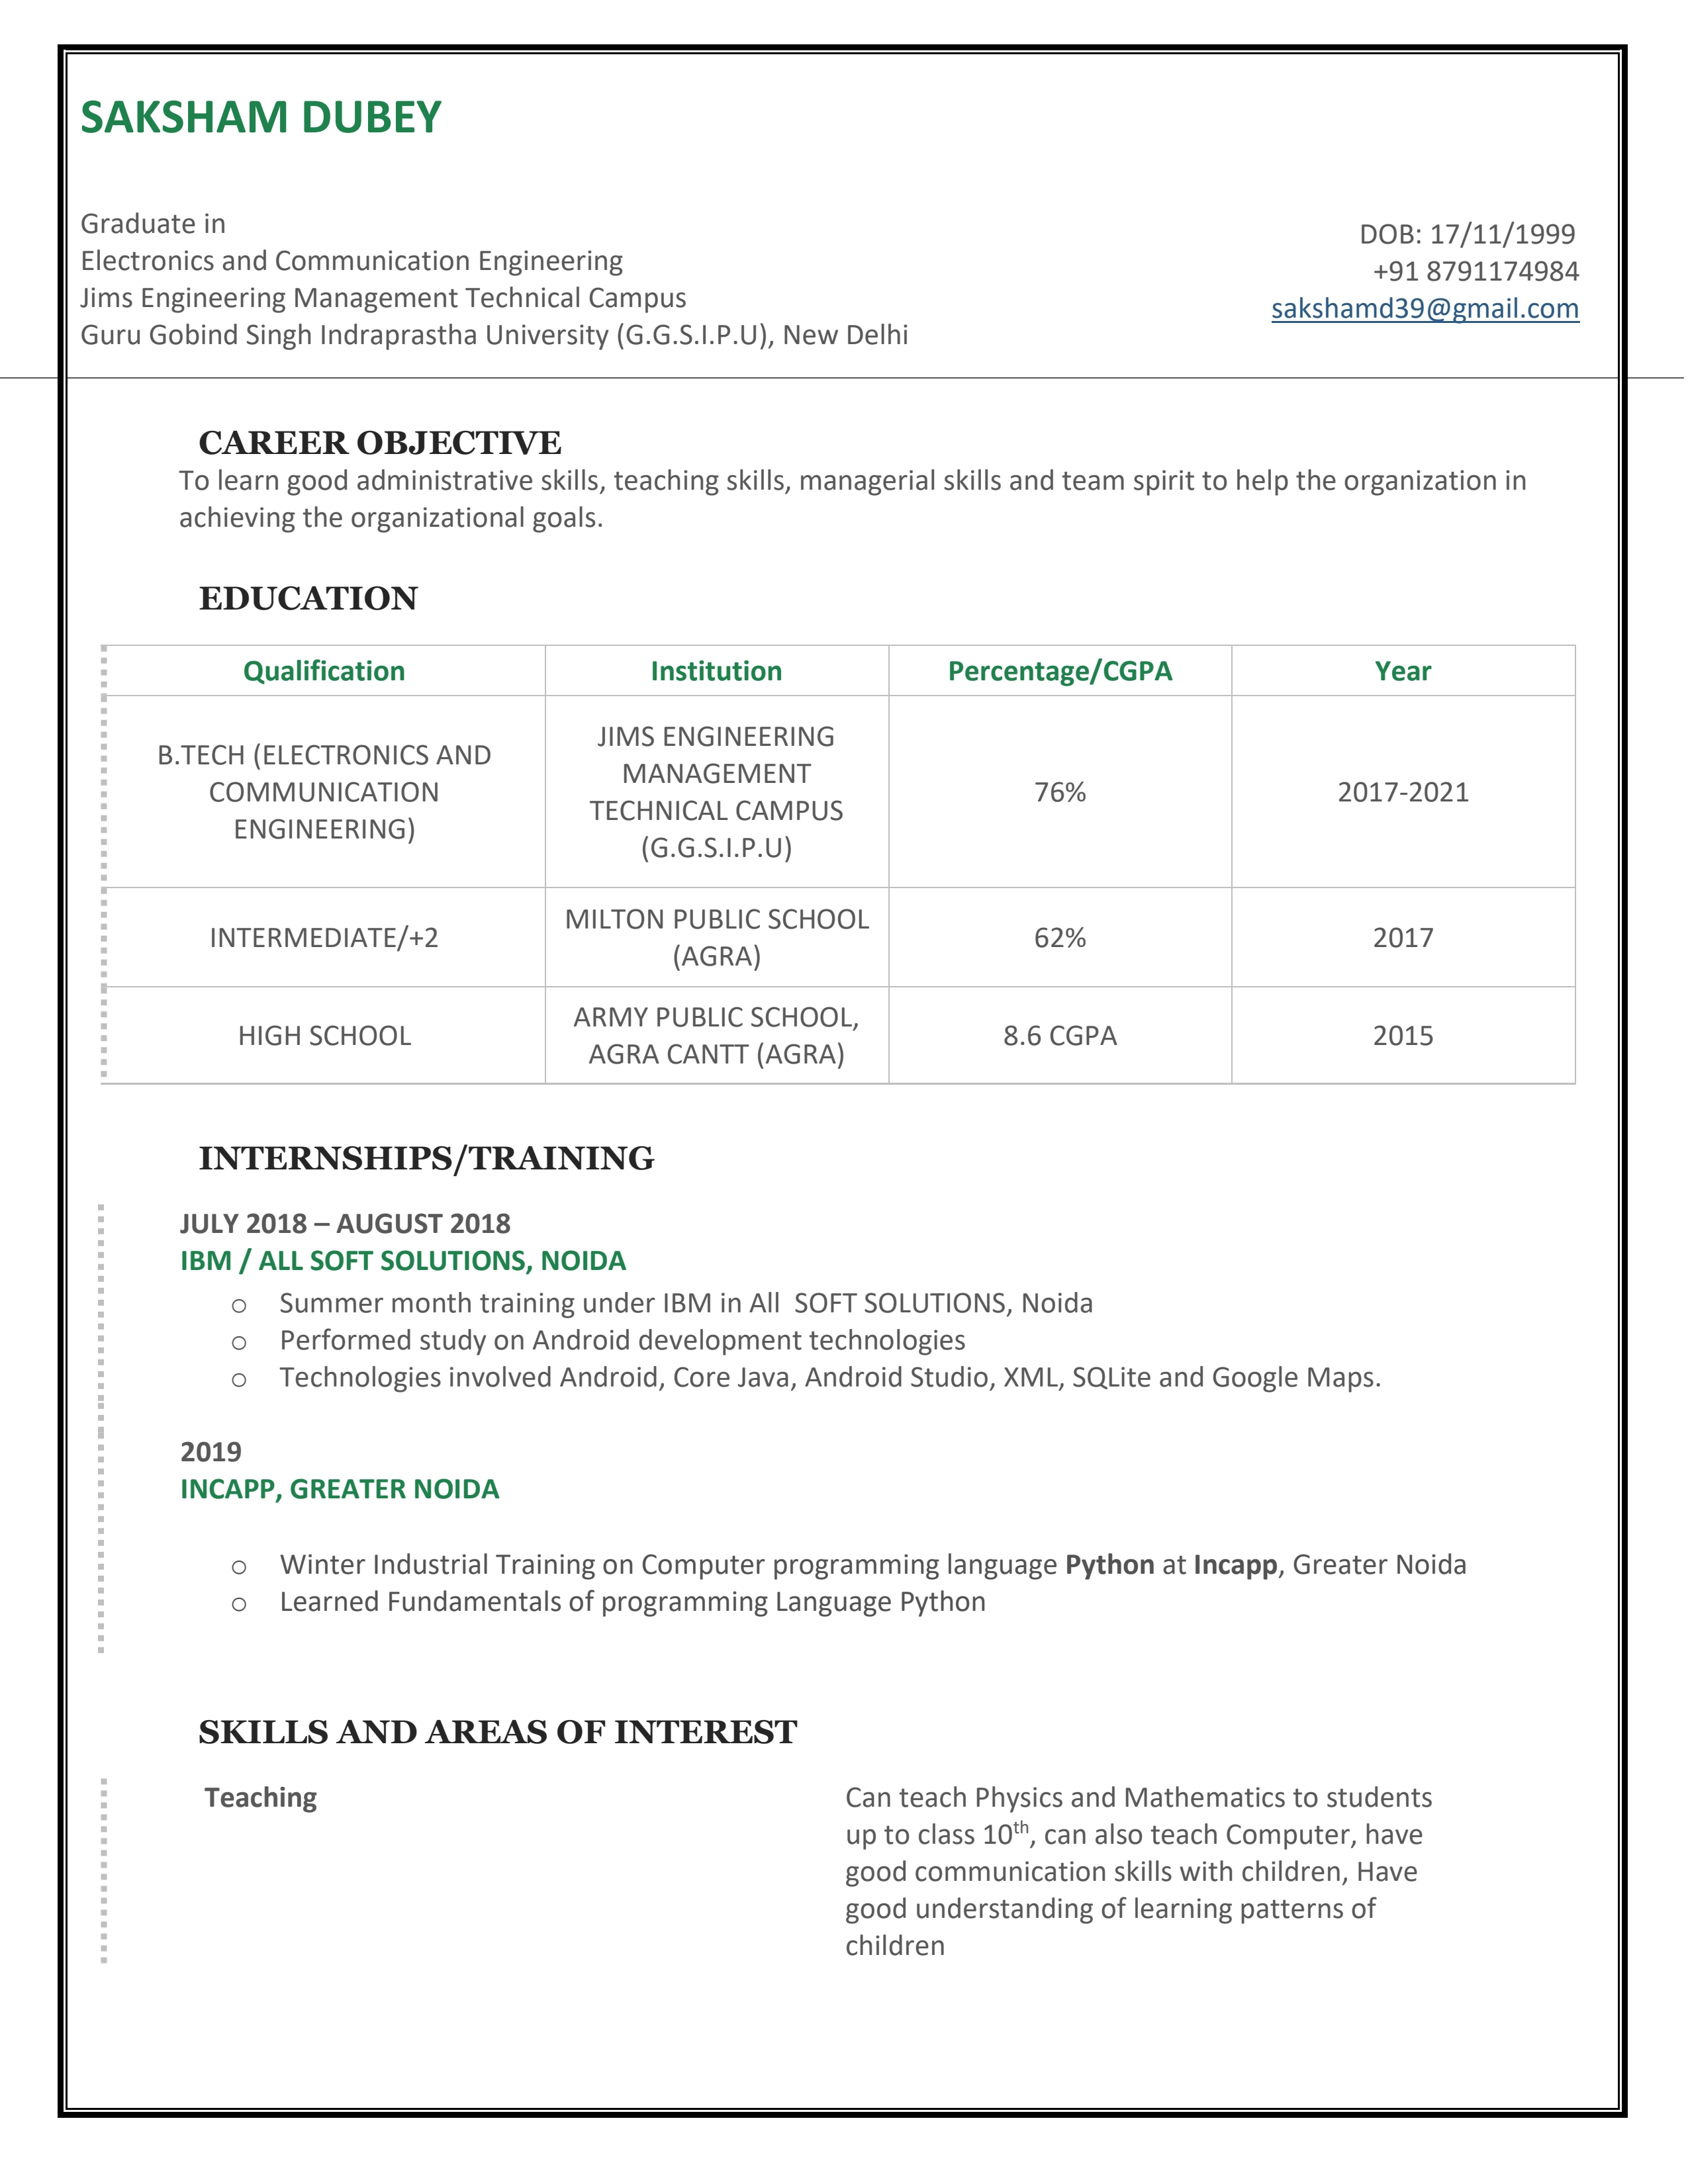 SAKSHAM DUBEY
Graduate in
Electronics and Communication Engineering
Jims Engineering Management Technical Campus
Guru Gobind Singh Indraprastha University (G.G.S.I.P.U), New Delhi
DOB: 17/11/1999
+91 8791174984
sakshamd39@gmail.com
CAREER OBJECTIVE
To learn good administrative skills, teaching skills, managerial skills and team spirit to help the organization in
achieving the organizational goals.
EDUCATION
Qualification Institution Percentage/CGPA Year
B.TECH (ELECTRONICS AND
COMMUNICATION
ENGINEERING)
JIMS ENGINEERING
MANAGEMENT
TECHNICAL CAMPUS
(G.G.S.I.P.U)
76%
2017-2021
INTERMEDIATE/+2
MILTON PUBLIC SCHOOL
(AGRA)
62%
2017
HIGH SCHOOL
ARMY PUBLIC SCHOOL,
AGRA CANTT (AGRA)
8.6 CGPA
2015
INTERNSHIPS/TRAINING
JULY 2018 – AUGUST 2018
IBM / ALL SOFT SOLUTIONS, NOIDA
o Summer month training under IBM in All  SOFT SOLUTIONS, Noida
o Performed study on Android development technologies
o Technologies involved Android, Core Java, Android Studio, XML, SQLite and Google Maps.
2019
INCAPP, GREATER NOIDA
o Winter Industrial Training on Computer programming language Python at Incapp, Greater Noida
o Learned Fundamentals of programming Language Python
SKILLS AND AREAS OF INTEREST
Teaching
Can teach Physics and Mathematics to students
up to class 10th, can also teach Computer, have
good communication skills with children, Have
good understanding of learning patterns of
children